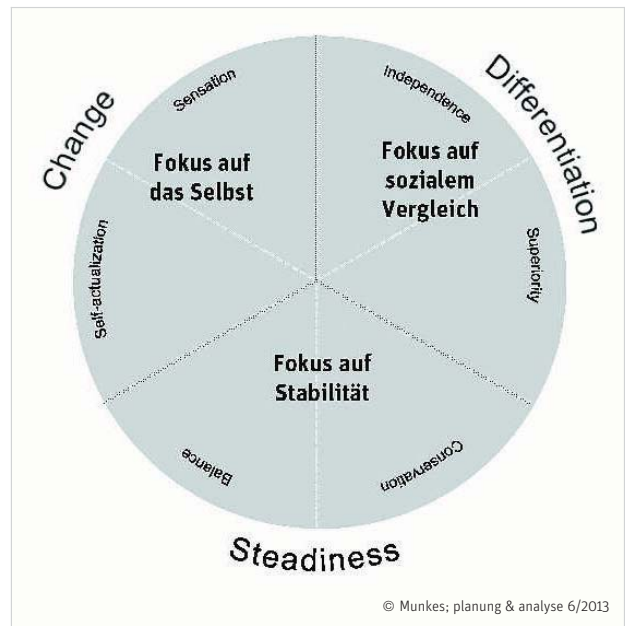 Change
Differentiation
Sensation
Independence
Fokus auf
das Selbst
Fokus auf
sozialem
Vergleich
Self-actualization
Superiority
Fokus auf
Stabilität
Balance
Conservation
Steadiness
© Munkes; planung & analyse 6/2013